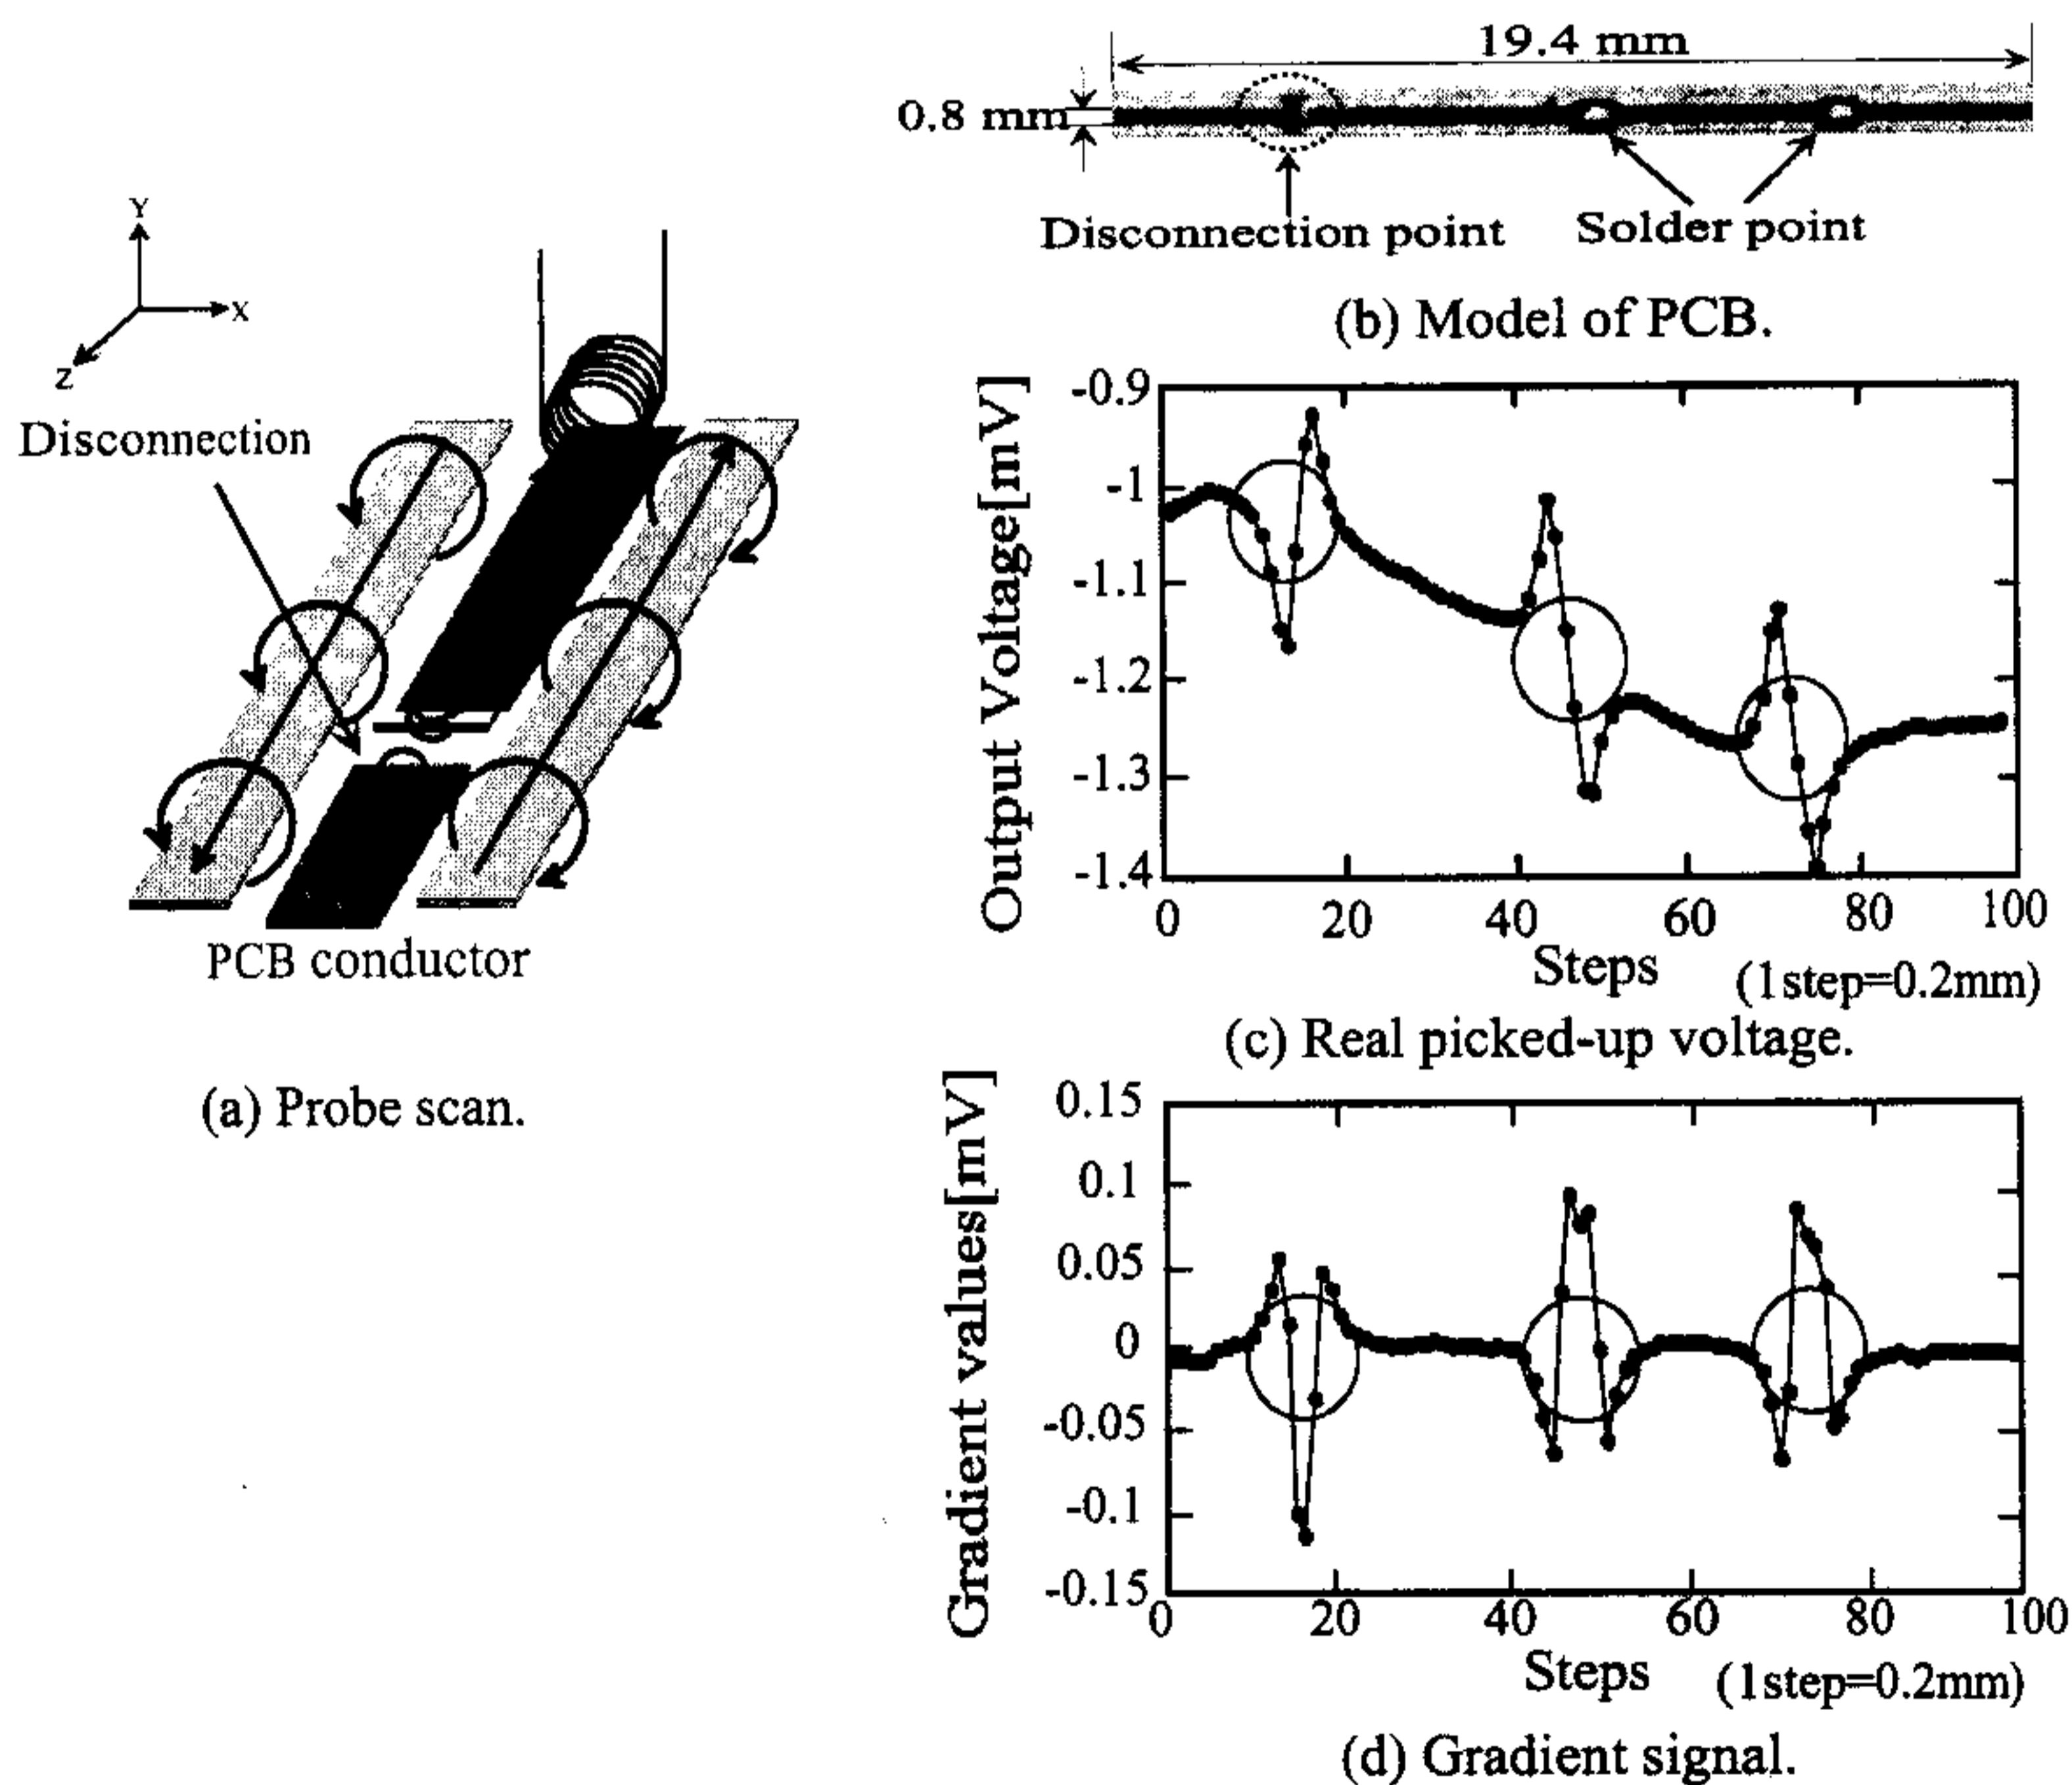 Y
X
Z
Disconnection
PCB conductor
(a) Probe scan.
19.4 mm
0.8 mm
Disconnection point
Solder point
(b) Model of PCB.
Output Voltage[mV]
-0.9
-1
-1.1
-1.2
-1.3
-1.4
0 20 40 60 80 100
Steps (1step=0.2mm)
(c) Real picked-up voltage.
Gradient values[mV]
0.15
0.1
0.05
0
-0.05
-0.1
-0.15
0 20 40 60 80 100
Steps (1step=0.2mm)
(d) Gradient signal.